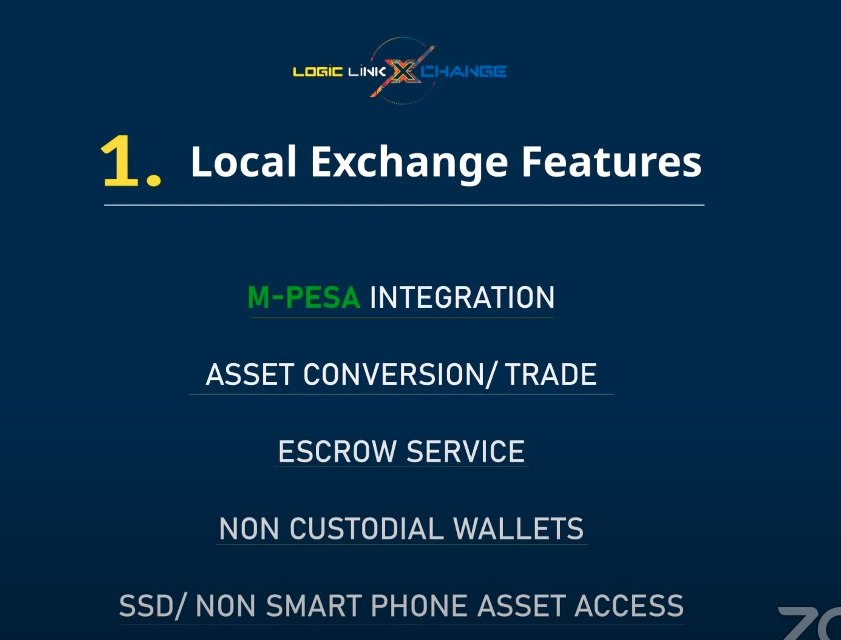 LOGIC LINK XCHANGE
1. Local Exchange Features
M-PESA INTEGRATION
ASSET CONVERSION/ TRADE
ESCROW SERVICE
NON CUSTODIAL WALLETS
SSD/ NON SMART PHONE ASSET ACCESS